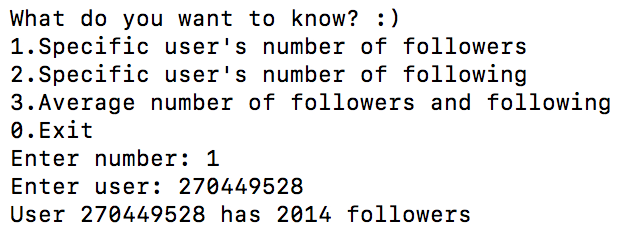 What do you want to know? :)
1.Specific user's number of followers
2.Specific user's number of following
3.Average number of followers and following
0.Exit
Enter number: 1
Enter user: 270449528
User 270449528 has 2014 followers